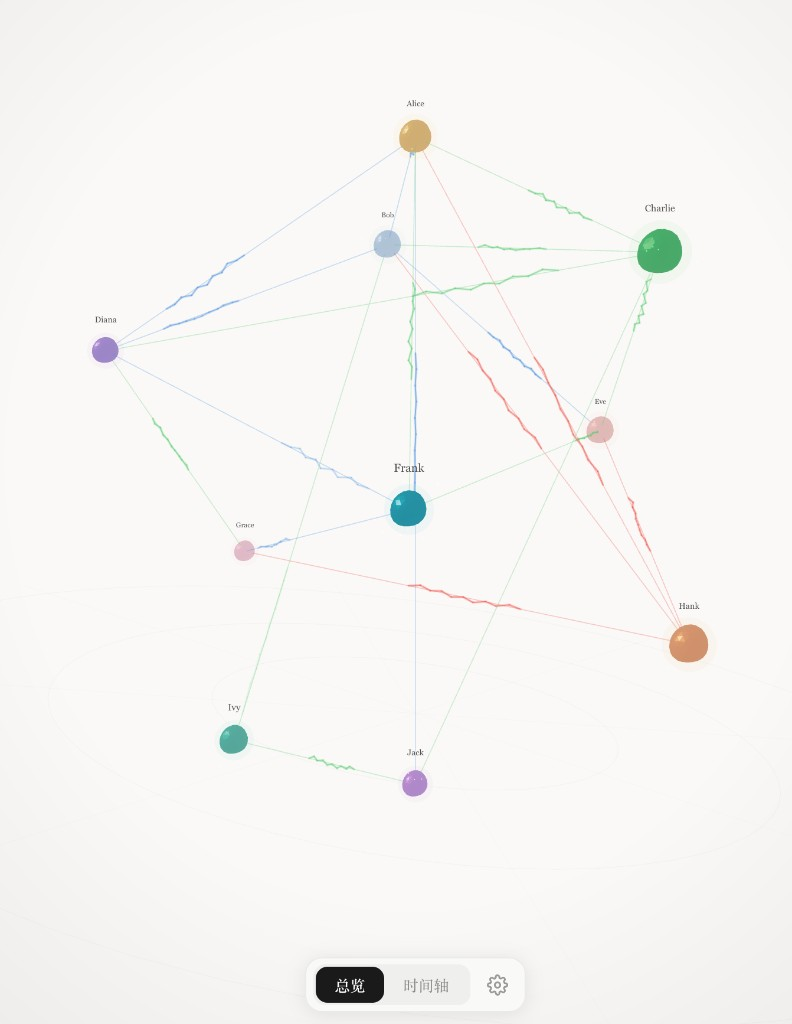 Alice
Charlie
Bob
Diana
Eve
Frank
Grace
Hank
Ivy
Jack
总览
时间轴